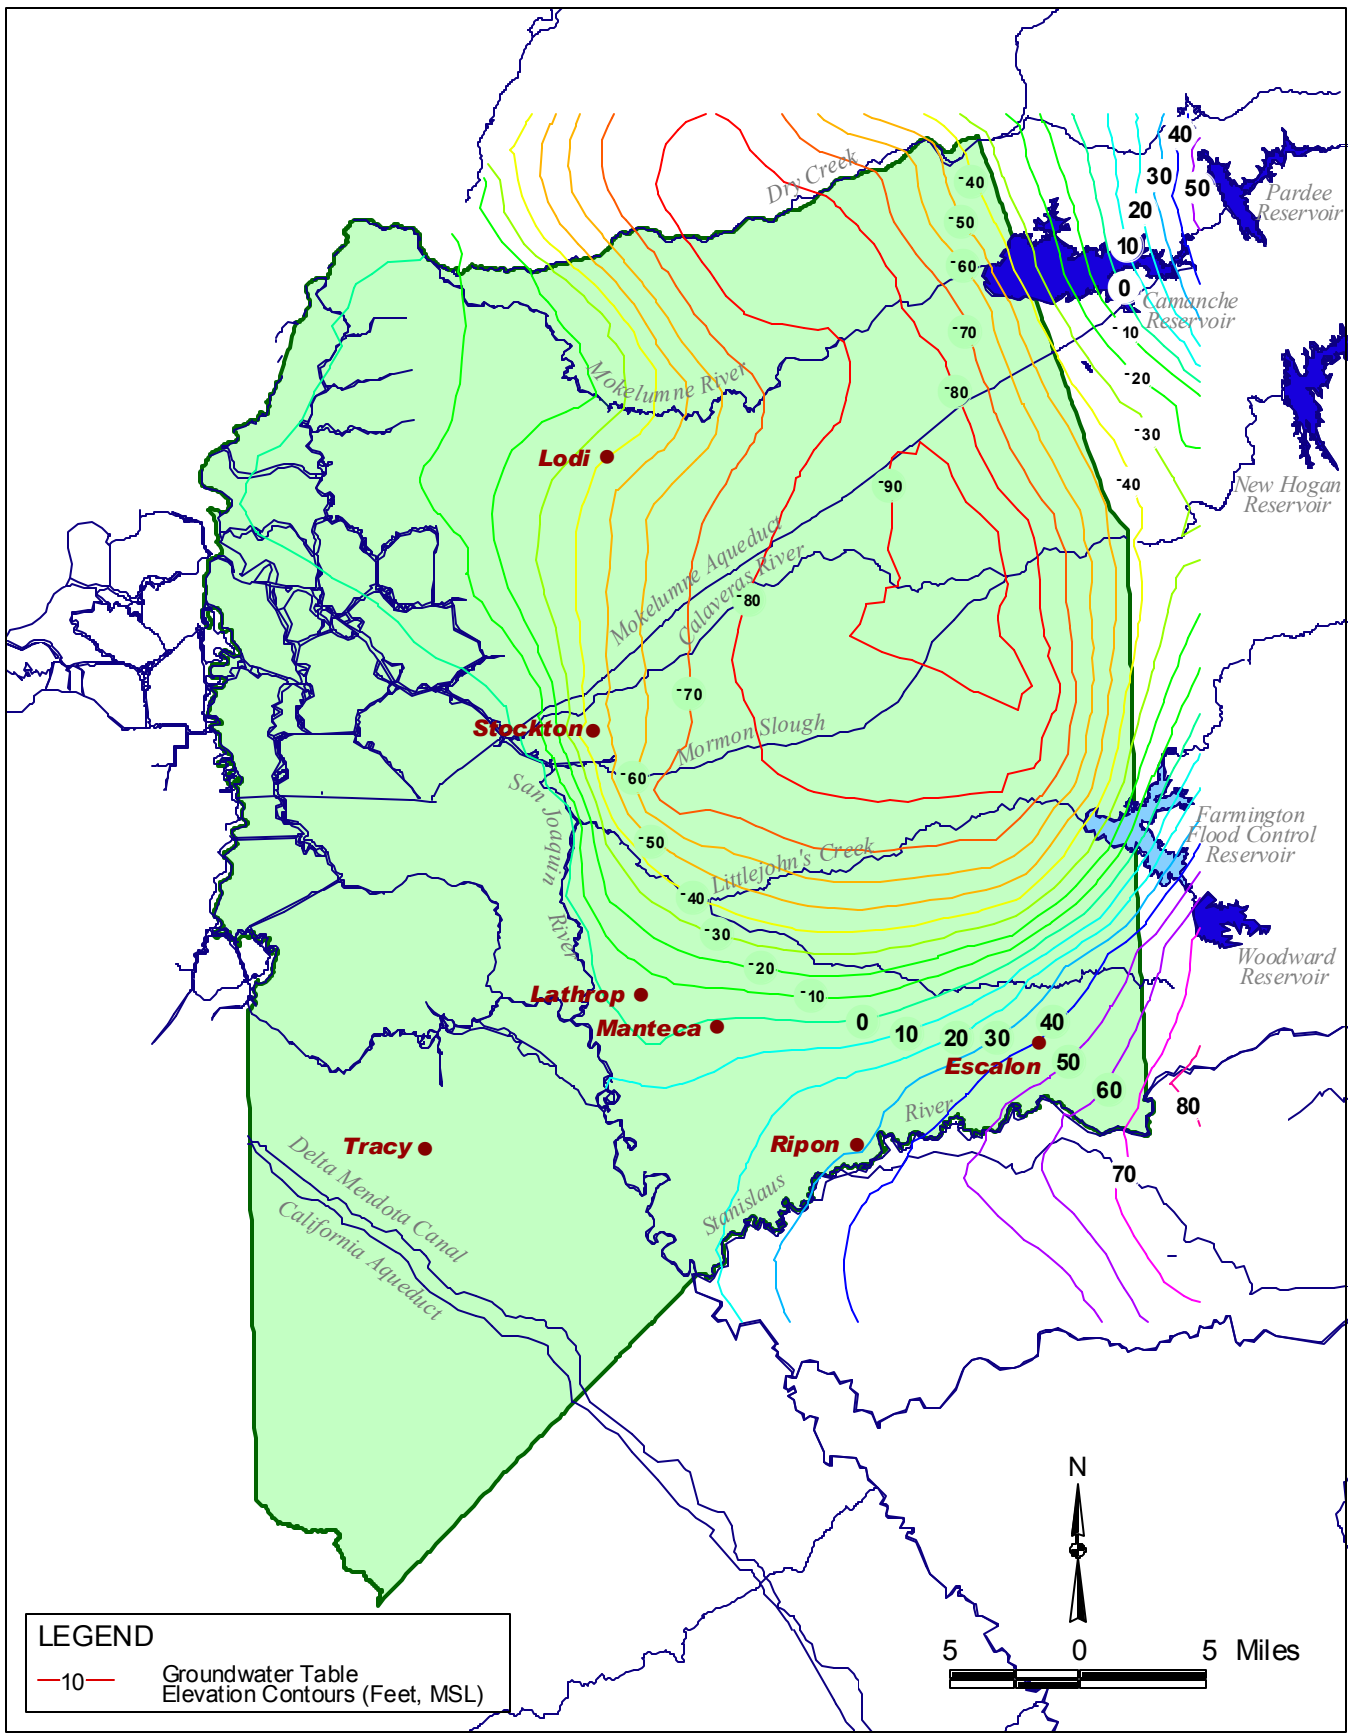 40
30
50
20
10
0
Pardee
Reservoir
Dry Creek
-40
-50
-60
-70
-80
-90
Camanche
Reservoir
-10
-20
-30
-40
New Hogan
Reservoir
Mokelumne River
Lodi
Mokelumne Aqueduct
Calaveras River
-80
-70
Stockton
Mormon Slough
-60
San Joaquin
River
-50
Littlejohn's Creek
Farmington
Flood Control
Reservoir
-40
-30
-20
-10
Woodward
Reservoir
Lathrop
Manteca
0
10
20
30
40
Escalon
50
60
80
70
River
Stanislaus
Ripon
Tracy
Delta Mendota Canal
California Aqueduct
N
5 0 5 Miles
LEGEND
10
Groundwater Table
Elevation Contours (Feet, MSL)